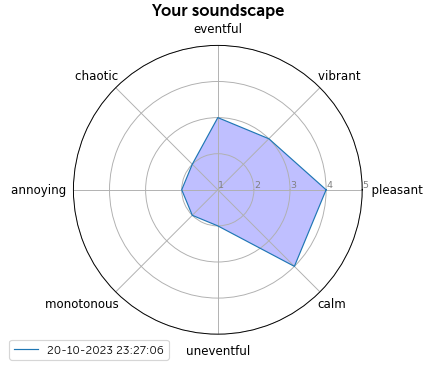 Your soundscape
eventful
chaotic
vibrant
annoying
1
2
3
4
5
pleasant
monotonous
calm
20-10-2023 23:27:06
uneventful